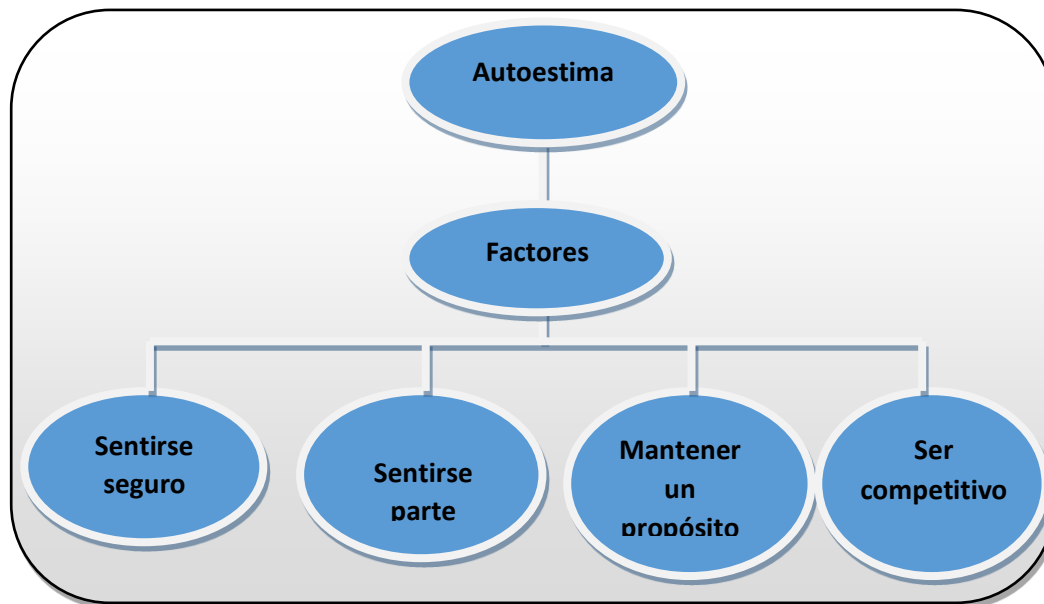 Autoestima
Factores
Sentirse
seguro
Sentirse
parte
Mantener
un
propósito
Ser
competitivo